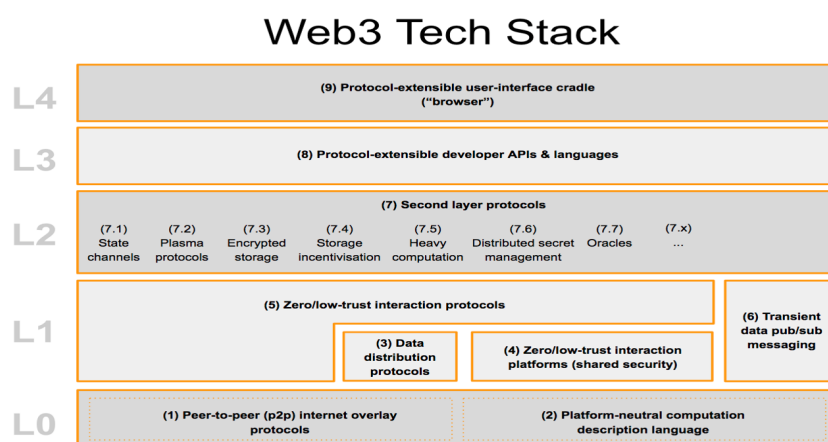 Web3 Tech Stack
L4
(9) Protocol-extensible user-interface cradle
(“browser”)
L3
(8) Protocol-extensible developer APIs & languages
L2
(7) Second layer protocols
(7.1) (7.2) (7.3) (7.4) (7.5) (7.6) (7.7) (7.x)
State Plasma Encrypted Storage Heavy Distributed secret Oracles ...
channels protocols storage incentivisation computation management
L1
(5) Zero/low-trust interaction protocols
(3) Data
distribution
protocols
(4) Zero/low-trust interaction
platforms (shared security)
(6) Transient
data pub/sub
messaging
L0
(1) Peer-to-peer (p2p) internet overlay
protocols
(2) Platform-neutral computation
description language